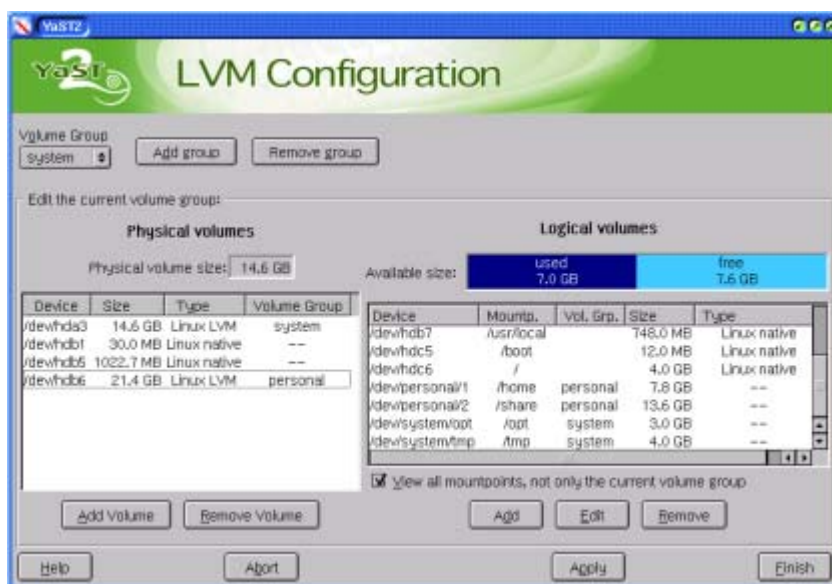 YaST2
YaST
2
LVM Configuration
Volume Group
system
Add group
Remove group
Edit the current volume group:
Physical volumes
Physical volume size: 14.6 GB
Device Size Type Volume Group
/dev/hda3 14.6 GB Linux LVM system
/dev/hdb1 30.0 MB Linux native --
/dev/hdb5 1022.7 MB Linux native --
/dev/hdb6 21.4 GB Linux LVM personal
Add Volume
Remove Volume
Logical volumes
Available size:
used
7.0 GB
free
7.6 GB
Device Mountp. Vol. Grp. Size Type
/dev/hdb7 /usr/local 748.0 MB Linux native
/dev/hdc5 /boot 12.0 MB Linux native
/dev/hdc6 / 4.0 GB Linux native
/dev/personal/1 /home personal 7.8 GB --
/dev/personal/2 /share personal 13.6 GB --
/dev/system/opt /opt system 3.0 GB --
/dev/system/tmp /tmp system 4.0 GB --
View all mountpoints, not only the current volume group
Add
Edit
Remove
Help
Abort
Apply
Finish